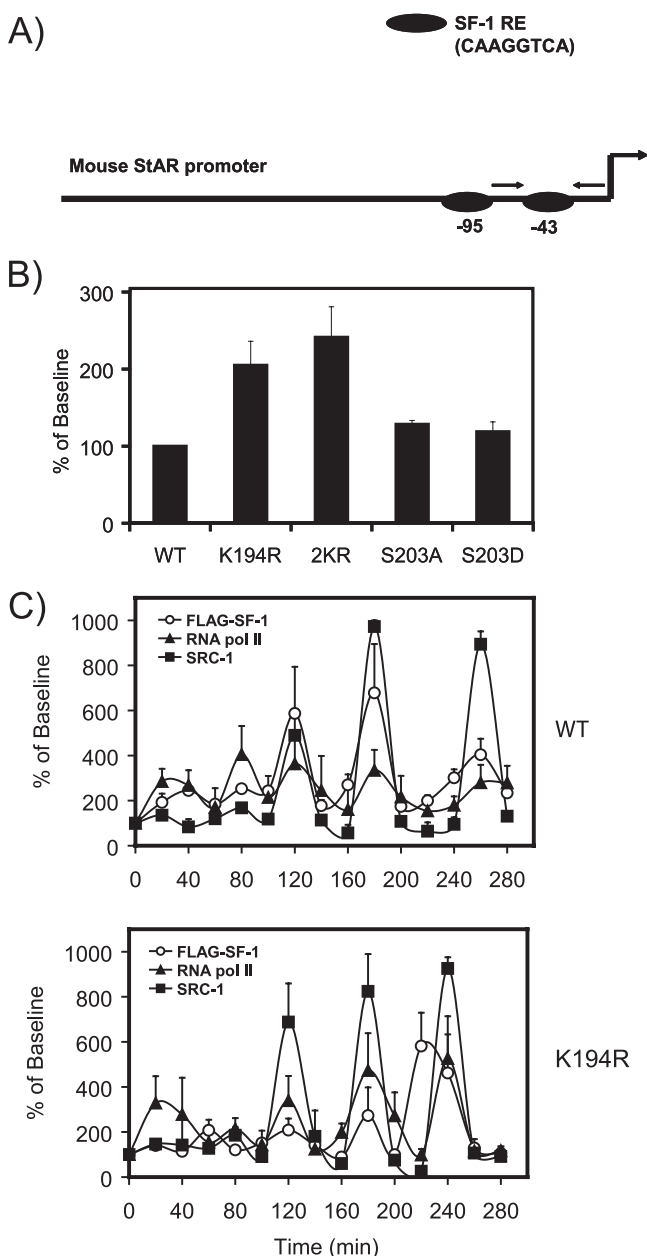 A)
SF-1 RE
(CAAGGTCA)
Mouse StAR promoter
-95
-43
B)
% of Baseline
300
200
100
0
WT K194R 2KR S203A S203D
C)
1000
800
600
400
200
0
% of Baseline
FLAG-SF-1
RNA pol II
SRC-1
WT
0 40 80 120 160 200 240 280
1000
800
600
400
200
0
% of Baseline
FLAG-SF-1
RNA pol II
SRC-1
K194R
0 40 80 120 160 200 240 280
Time (min)